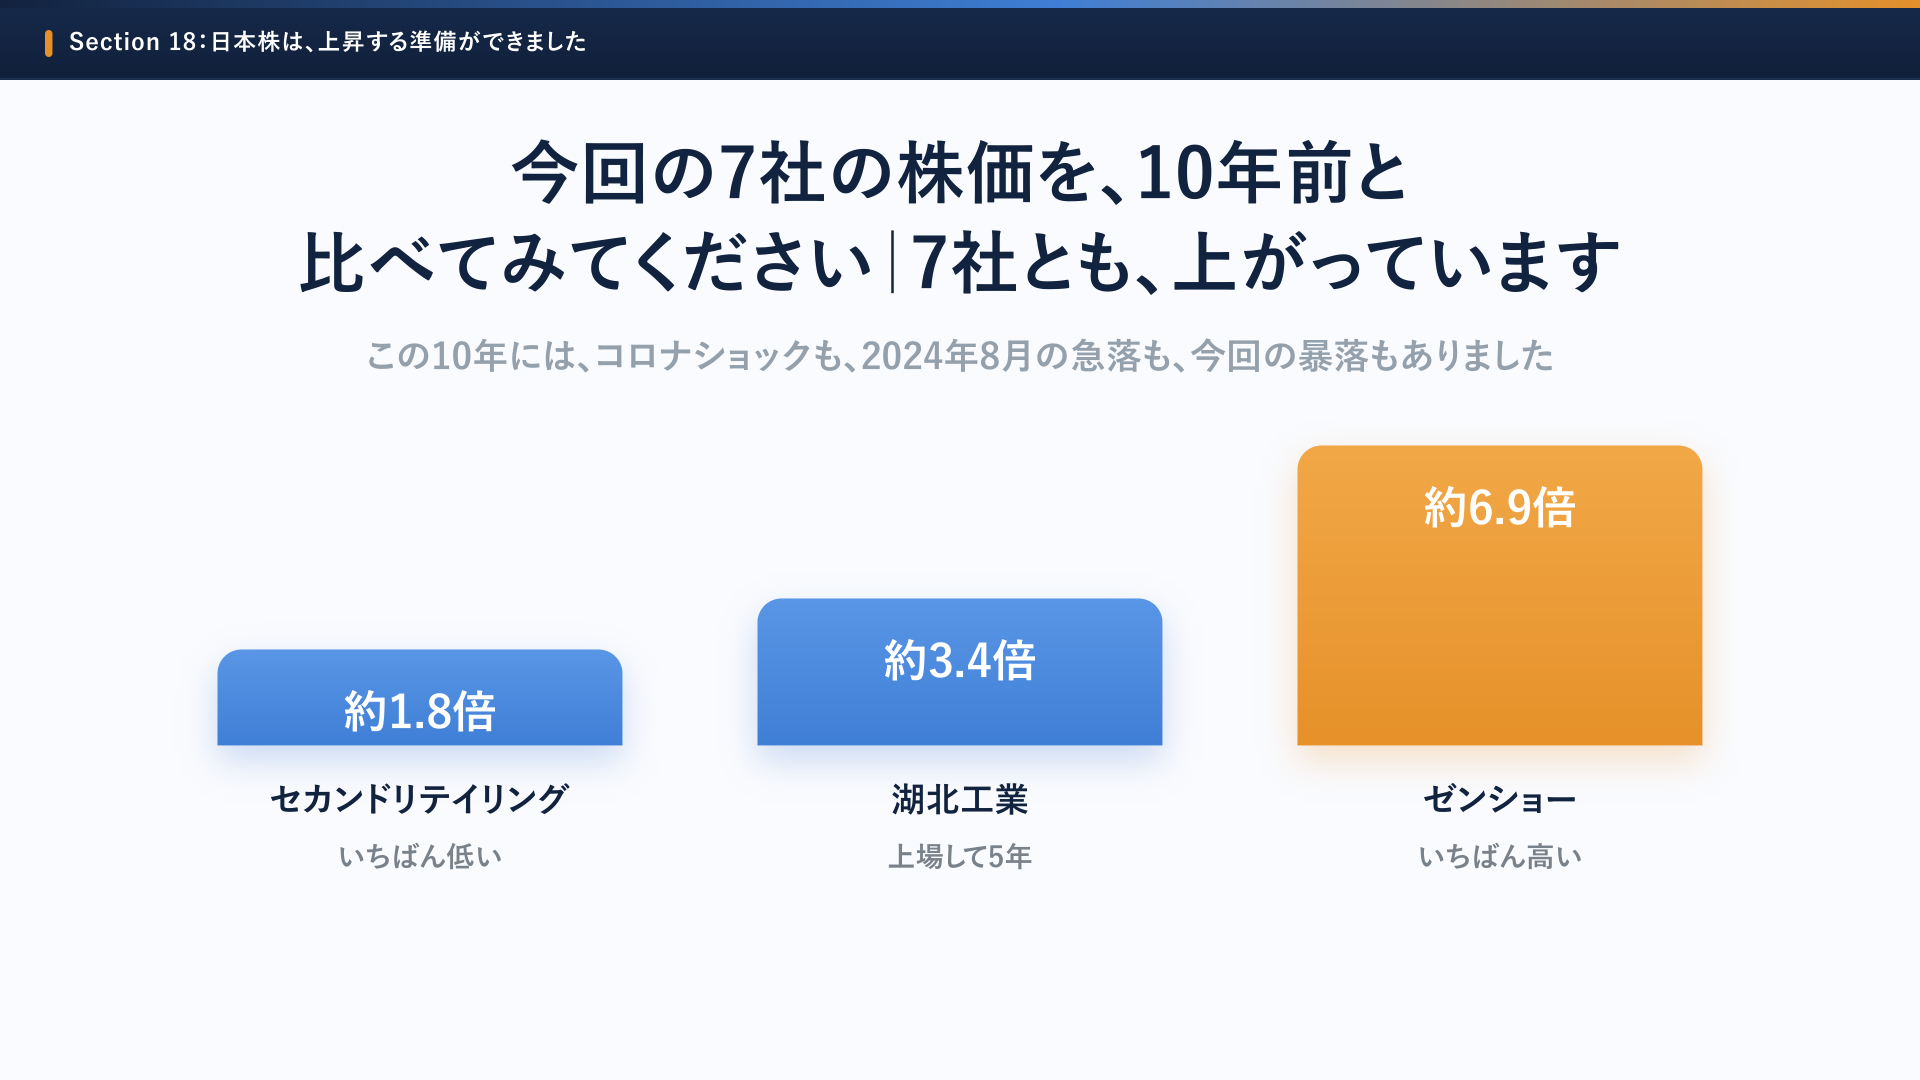 Section 18：日本株は、上昇する準備ができました
今回の7社の株価を、10年前と
比べてみてください｜7社とも、上がっています
この10年には、コロナショックも、2024年8月の急落も、今回の暴落もありました
約1.8倍
セカンドリテイリング
いちばん低い
約3.4倍
湖北工業
上場して5年
約6.9倍
ゼンショー
いちばん高い